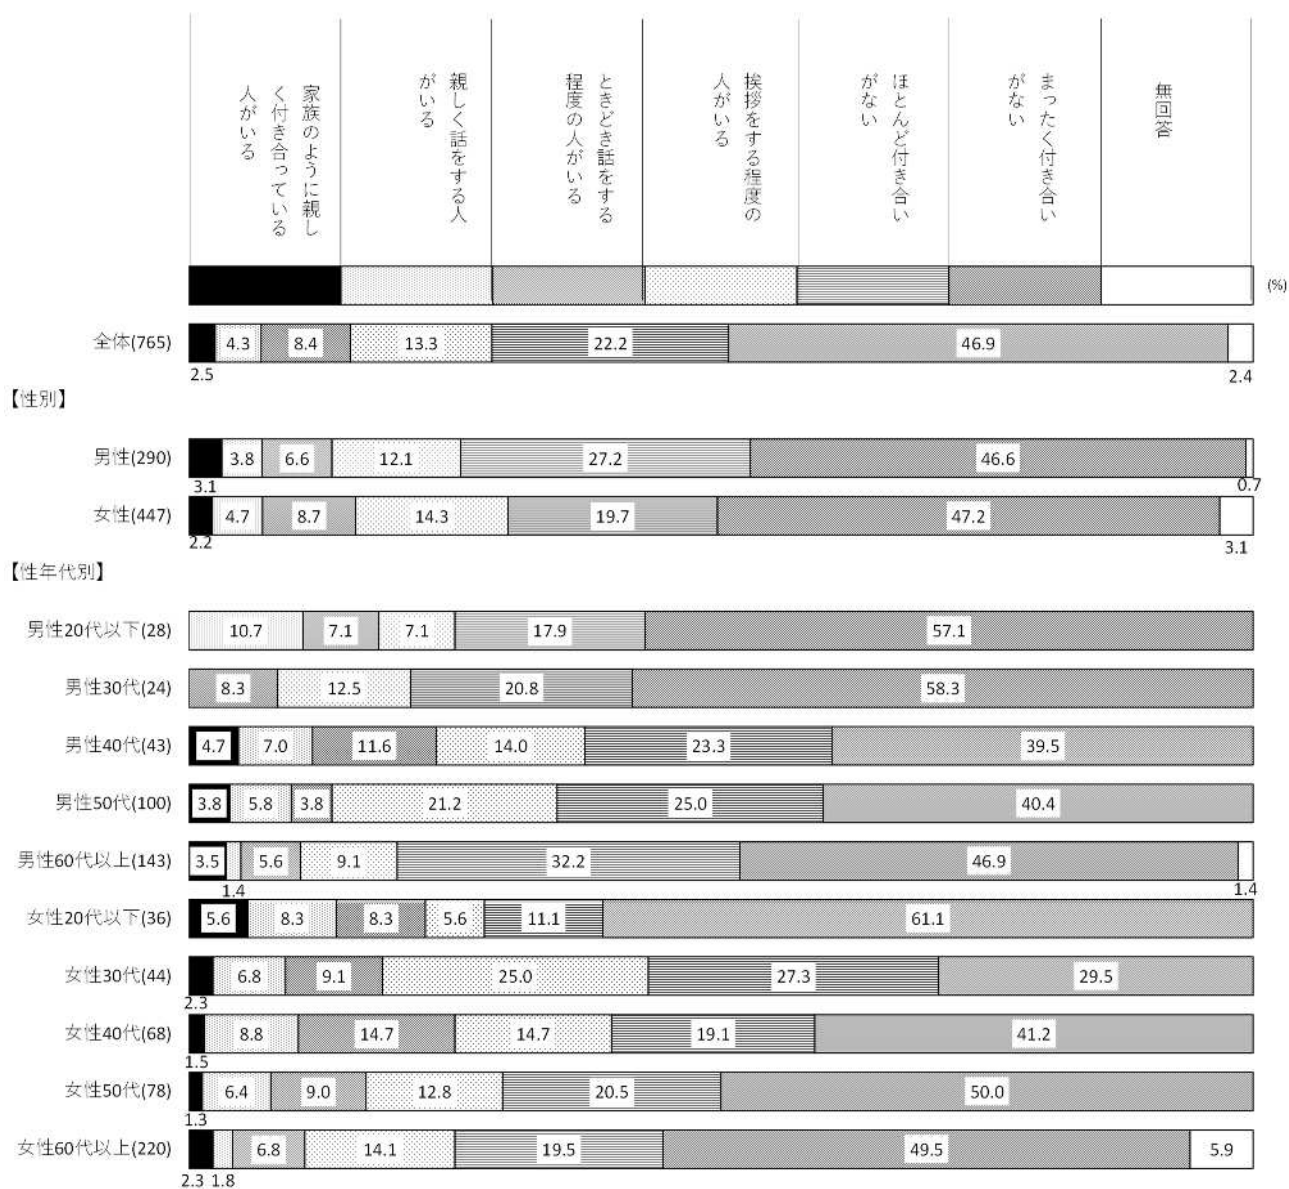 家族のように親し
く付き合っている
人がいる
親しく話をする人
がいる
ときどき話をする
程度の人がいる
挨拶をする程度の
人がいる
ほとんど付き合い
がない
まったく付き合い
がない
無回答
(%)
全体(765) 4.3 8.4 13.3 22.2 46.9
2.5 2.4
【性別】
男性(290) 3.8 6.6 12.1 27.2 46.6
3.1 0.7
女性(447) 4.7 8.7 14.3 19.7 47.2
2.2 3.1
【性年代別】
男性20代以下(28) 10.7 7.1 7.1 17.9 57.1
男性30代(24) 8.3 12.5 20.8 58.3
男性40代(43) 4.7 7.0 11.6 14.0 23.3 39.5
男性50代(100) 3.8 5.8 3.8 21.2 25.0 40.4
男性60代以上(143) 3.5 5.6 9.1 32.2 46.9
1.4 1.4
女性20代以下(36) 5.6 8.3 8.3 5.6 11.1 61.1
女性30代(44) 6.8 9.1 25.0 27.3 29.5
2.3
女性40代(68) 8.8 14.7 14.7 19.1 41.2
1.5
女性50代(78) 6.4 9.0 12.8 20.5 50.0
1.3
女性60代以上(220) 6.8 14.1 19.5 49.5 5.9
2.3 1.8